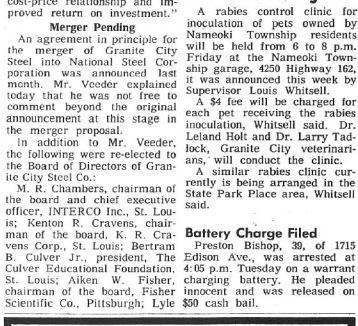 cost-price relationship and im-
proved return on investment."
Merger Pending
An agreement in principle for
the merger of Granite City
Steel into National Steel Cor-
poration was announced last
month. Mr. Veeder explained
today that he was not free to
comment beyond the original
announcement at this stage in
the merger proposal.
In addition to Mr. Veeder,
the following were re-elected to
the Board of Directors of Gran-
ite City Steel Co.:
M. R. Chambers, chairman of
the board and chief executive
officer, INTERCO Inc., St. Lou-
is; Kenton R. Cravens, chair-
man of the board, K. R. Cra-
vens Corp., St. Louis; Bertram
B. Culver Jr., president, The
Culver Educational Foundation,
St. Louis; Aiken W. Fisher,
chairman of the board, Fisher
Scientific Co., Pittsburg; Lyle
A rabies control clinic for
inoculation of pets owned by
Nameoki Township residents
will be held from 6 to 8 p.m.
Friday at the Nameoki Town-
ship garage, 4250 Highway 162,
it was announced this week by
Supervisor Louis Whitsell.
A $4 fee will be charged for
each pet receiving the rabies
inoculation, Whitsell said. Dr.
Leland Holt and Dr. Larry Tad-
lock, Granite City veterinari-
ans, will conduct the clinic.
A similar rabies clinic cur-
rently is being arranged in the
State Park Place area, Whitsell
said.
Battery Charge Filed
Preston Bishop, 39, of 1715
Edison Ave., was arrested at
4:05 p.m. Tuesday on a warrant
charging battery. He pleaded
innocent and was released on
$50 cash bail.